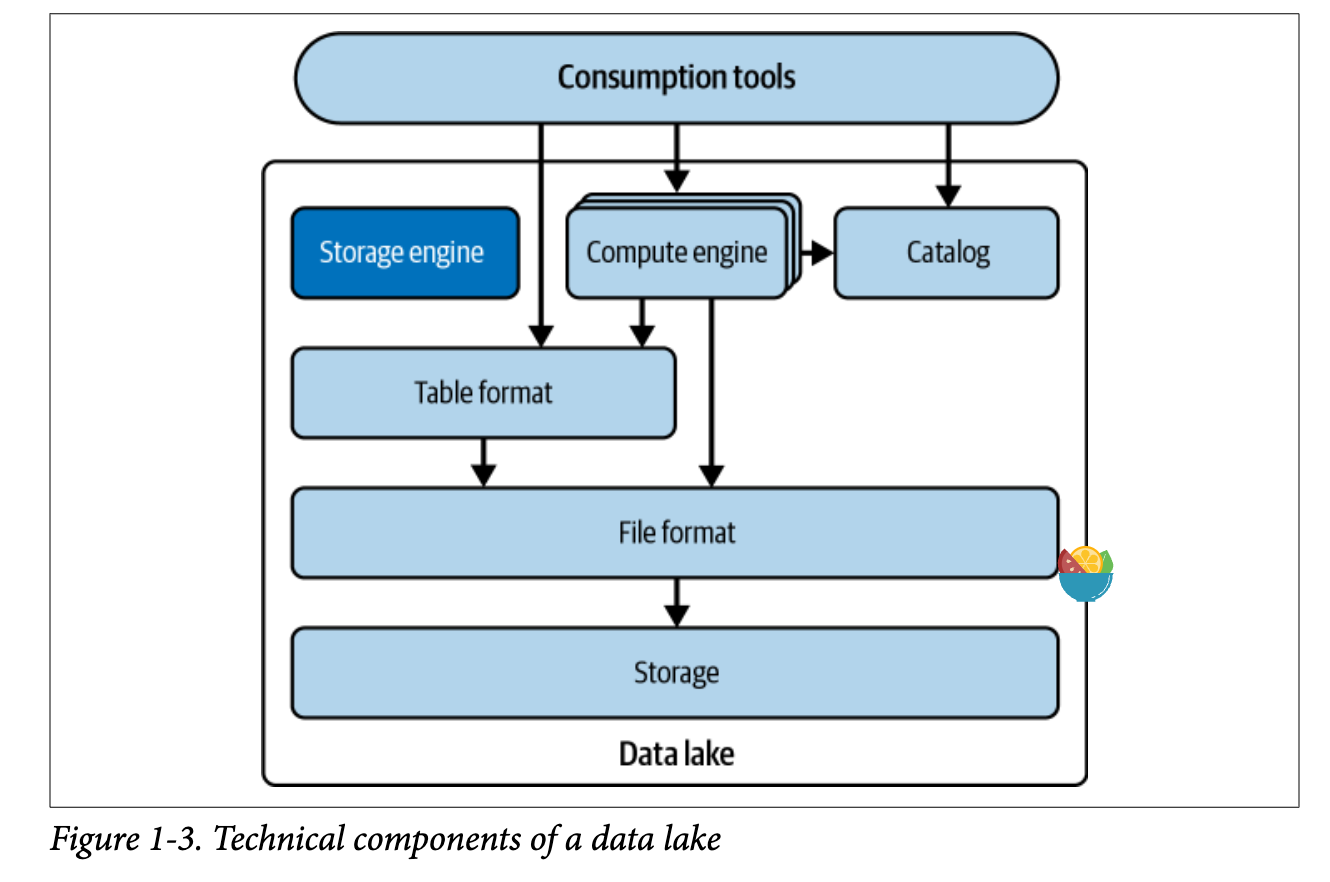 Consumption tools
Storage engine
Compute engine
Catalog
Table format
File format
Storage
Data lake
Figure 1-3. Technical components of a data lake